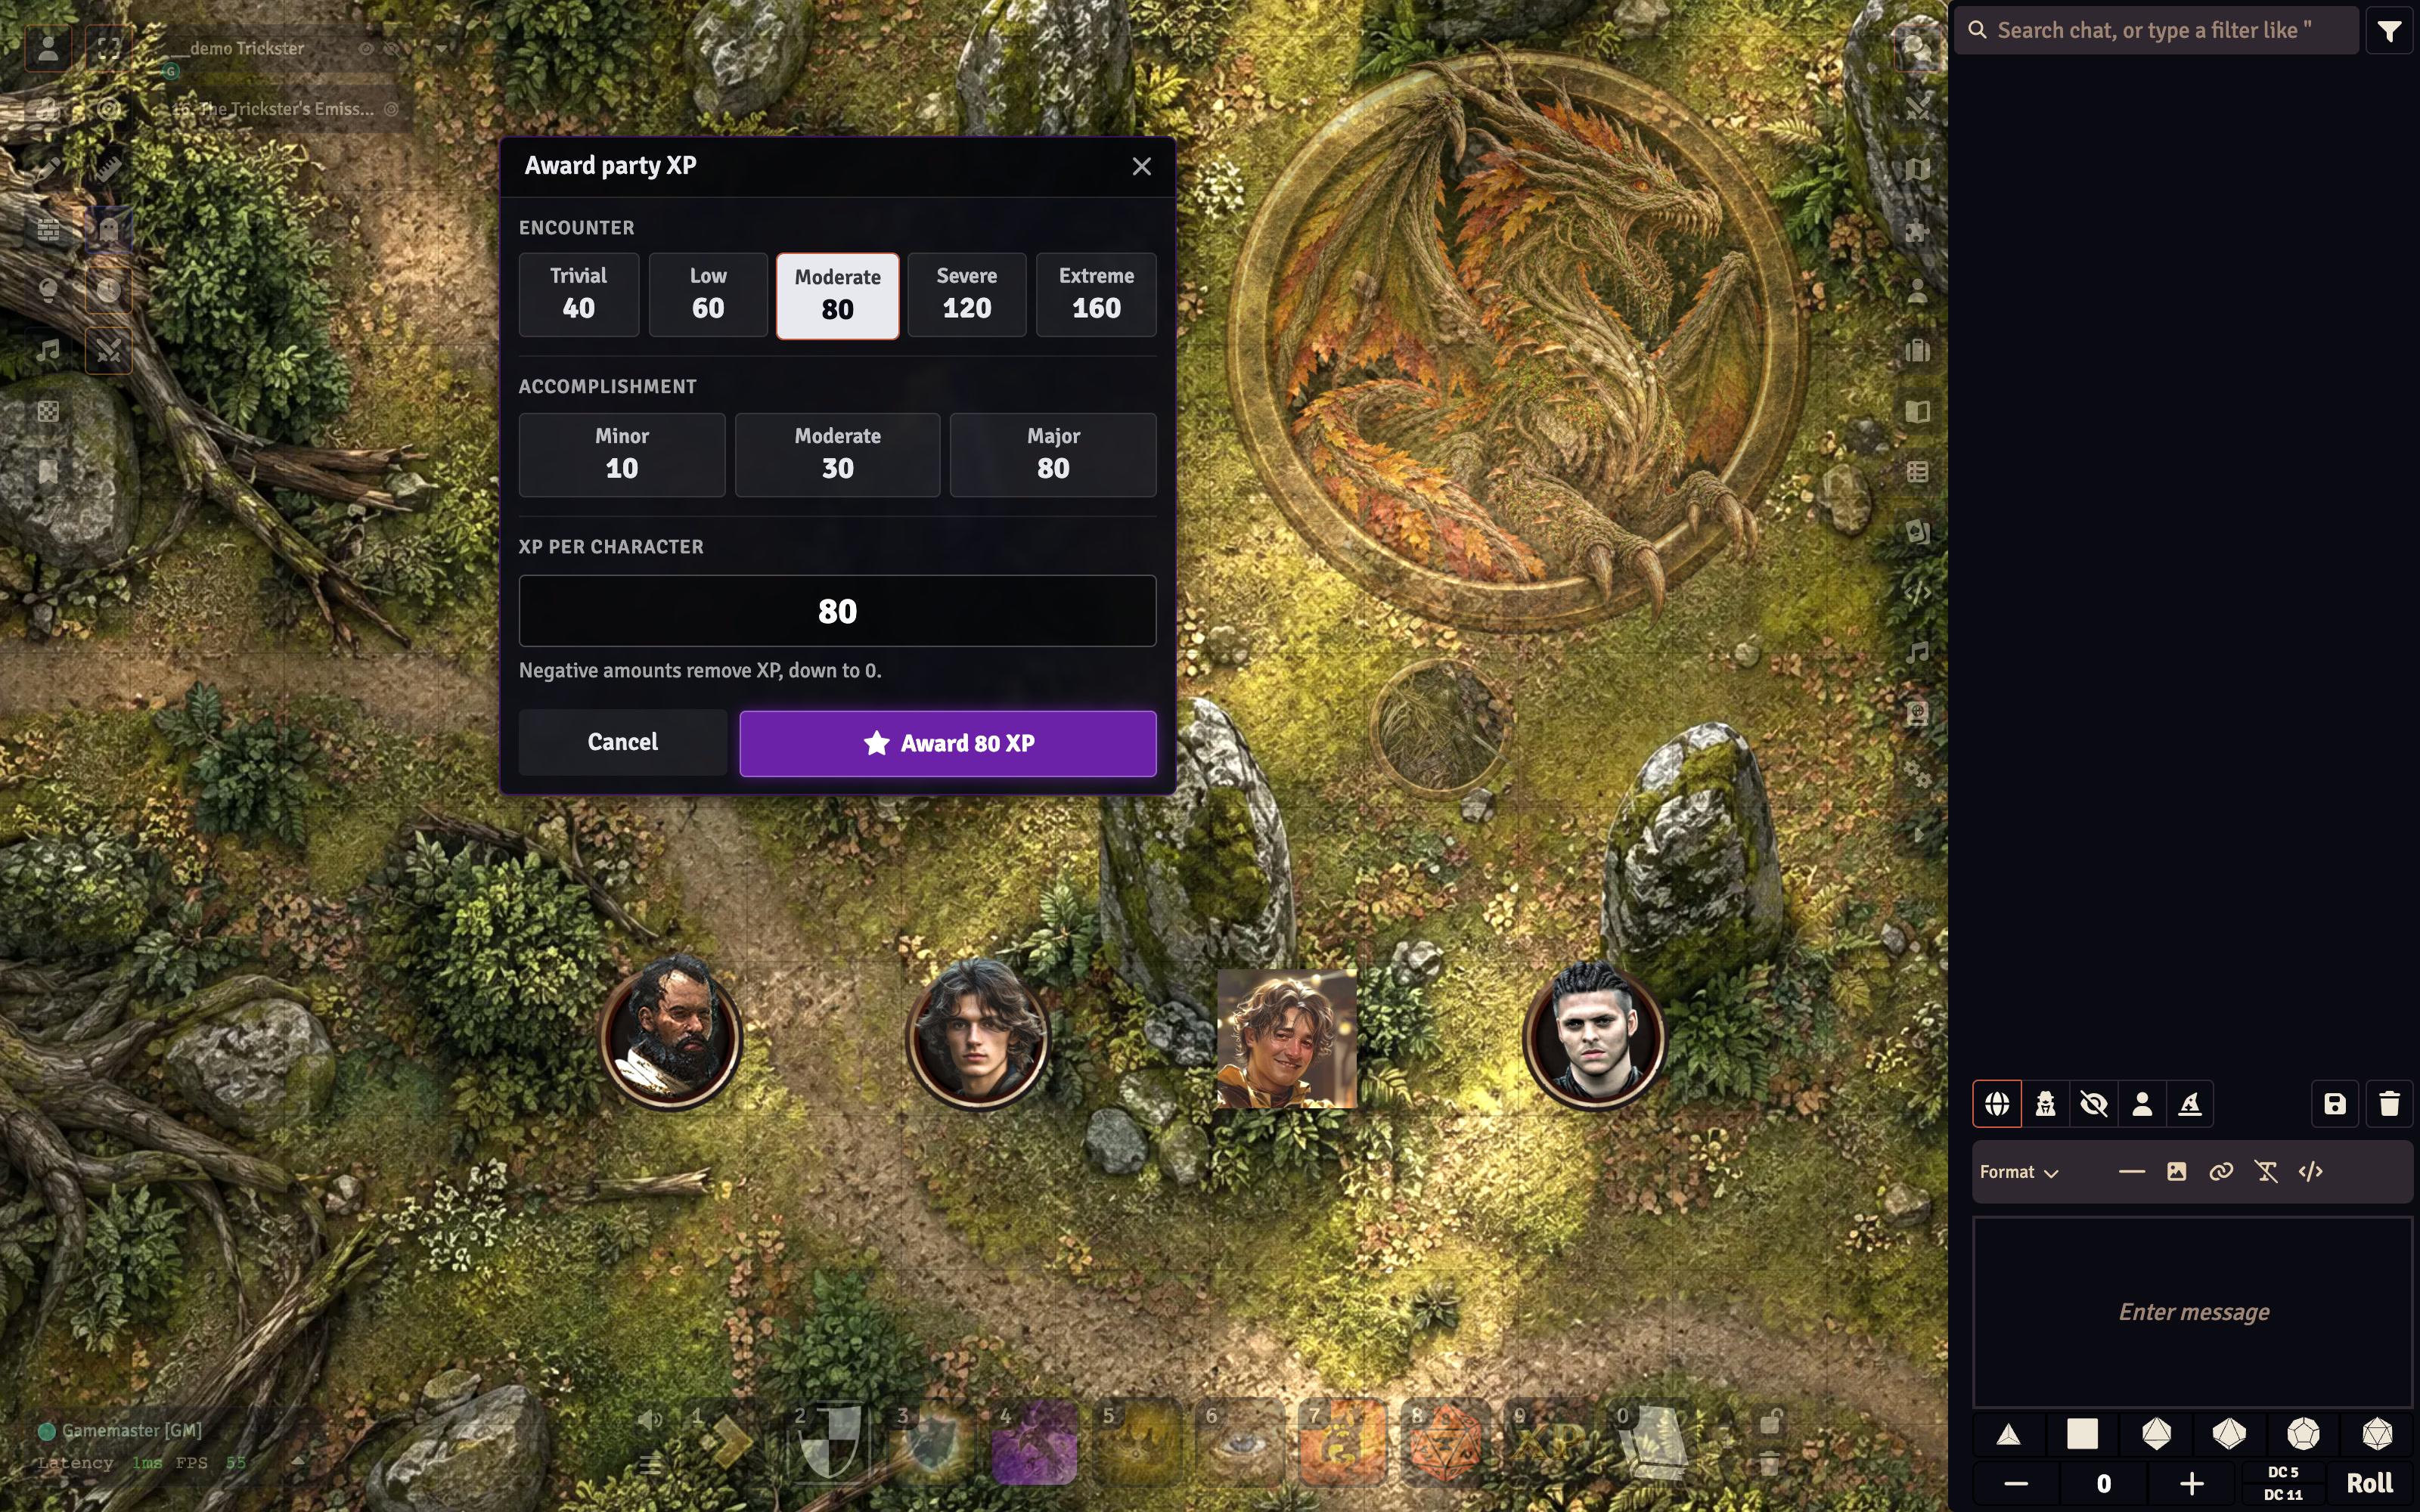 __demo Trickster
G
The Trickster's Emiss...
Search chat, or type a filter like "
Award party XP
ENCOUNTER
Trivial
40
Low
60
Moderate
80
Severe
120
Extreme
160
ACCOMPLISHMENT
Minor
10
Moderate
30
Major
80
XP PER CHARACTER
80
Negative amounts remove XP, down to 0.
Cancel
Award 80 XP
Format
Enter message
Gamemaster [GM]
Latency 1ms FPS 55
1
2
3
4
5
6
7
8
9
XP
0
DC 5
DC 11
0
Roll